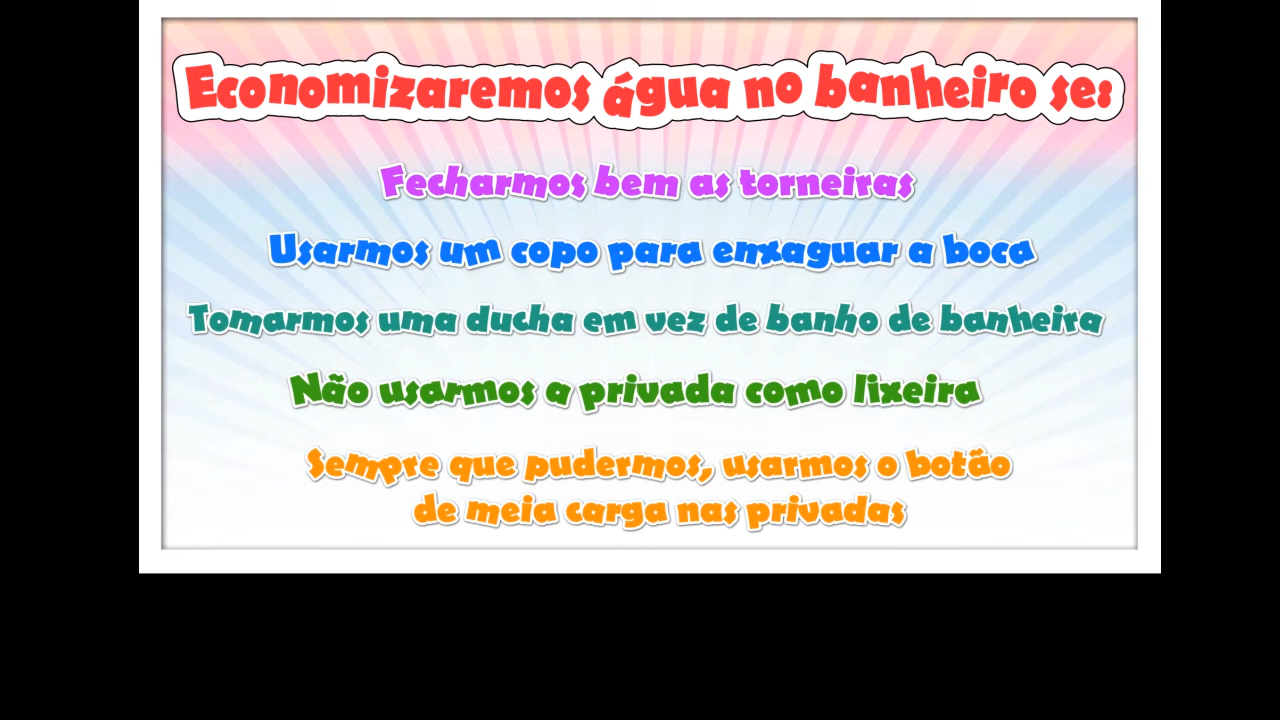 Economizaremos água no banheiro se:
Fecharmos bem as torneiras
Usarmos um copo para enxaguar a boca
Tomarmos uma ducha em vez de banho de banheira
Não usarmos a privada como lixeira
Sempre que pudermos, usarmos o botão
de meia carga nas privadas